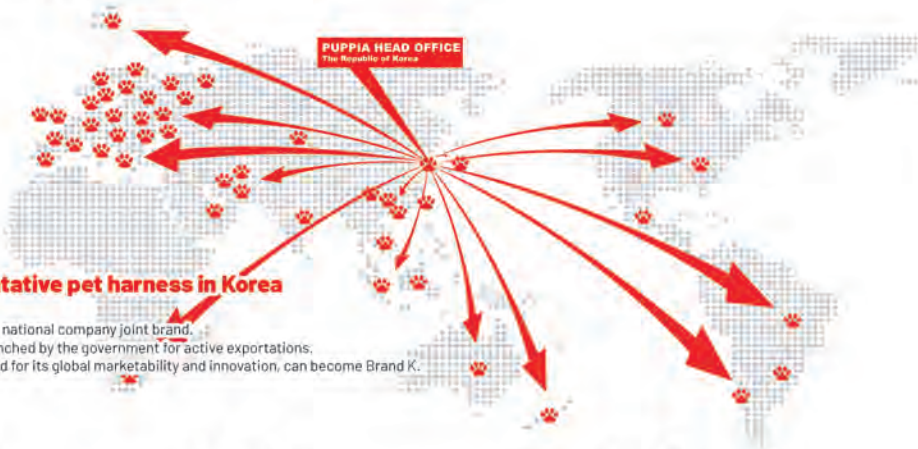 PUPPIA HEAD OFFICE
The Republic of Korea
tative pet harness in Korea
national company joint brand.
nched by the government for active exportations.
d for its global marketability and innovation, can become Brand K.